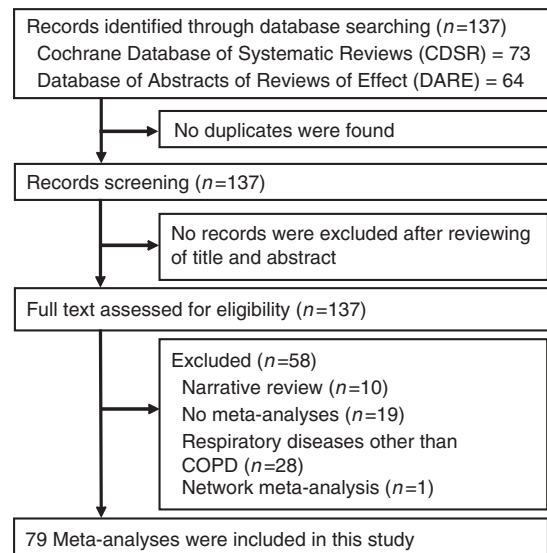 Records identified through database searching (n=137)
Cochrane Database of Systematic Reviews (CDSR) = 73
Database of Abstracts of Reviews of Effect (DARE) = 64
No duplicates were found
Records screening (n=137)
No records were excluded after reviewing
of title and abstract
Full text assessed for eligibility (n=137)
Excluded (n=58)
Narrative review (n=10)
No meta-analyses (n=19)
Respiratory diseases other than
COPD (n=28)
Network meta-analysis (n=1)
79 Meta-analyses were included in this study